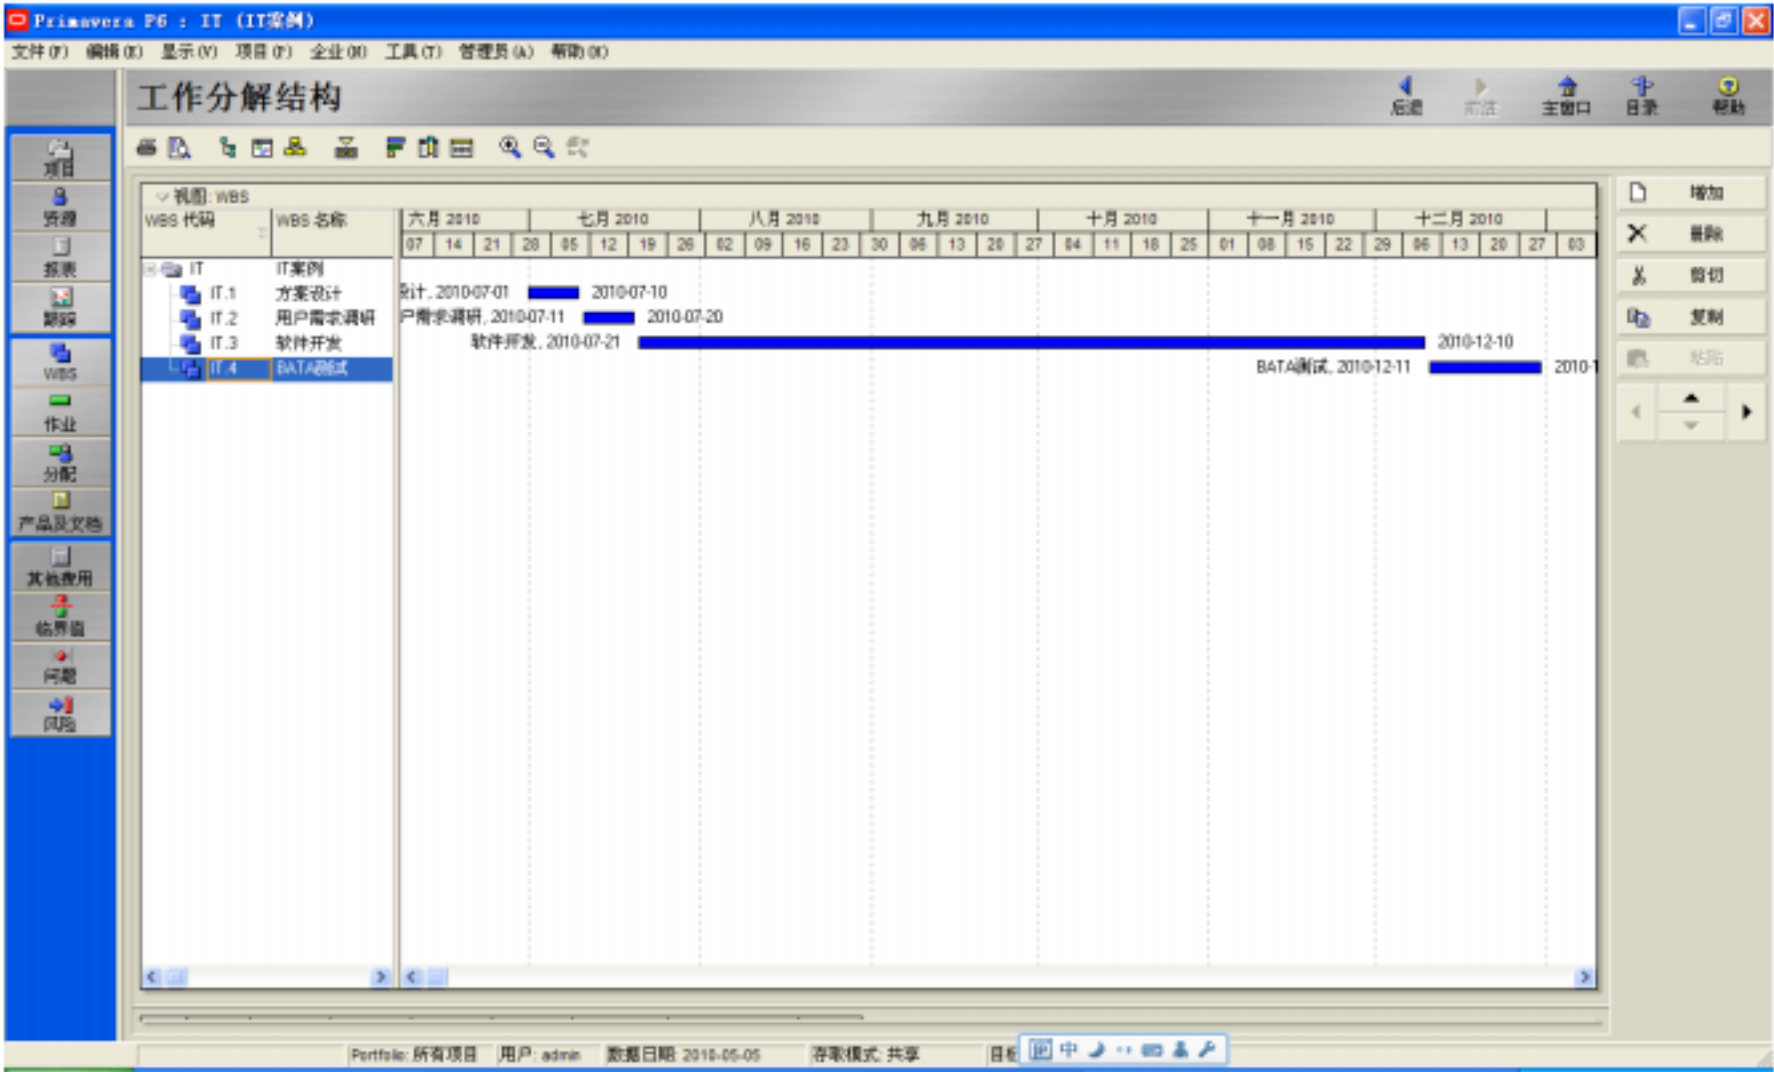 Primavera P6 : IT (IT案例)
文件(F) 编辑(E) 显示(V) 项目(P) 企业(N) 工具(T) 管理员(A) 帮助(H)
工作分解结构
后退 前进 主窗口 目录 帮助
项目
资源
报表
跟踪
WBS
作业
分配
产品及文档
其他费用
临界值
问题
风险
视图: WBS
WBS 代码 WBS 名称
六月 2010 七月 2010 八月 2010 九月 2010 十月 2010 十一月 2010 十二月 2010
07 14 21 28 05 12 19 26 02 09 16 23 30 06 13 20 27 04 11 18 25 01 08 15 22 29 06 13 20 27 03
IT IT案例
IT.1 方案设计 设计, 2010-07-01 2010-07-10
IT.2 用户需求调研 户需求调研, 2010-07-11 2010-07-20
IT.3 软件开发 软件开发, 2010-07-21 2010-12-10
IT.4 BATA测试 BATA测试, 2010-12-11 2010-1
增加
删除
剪切
复制
粘贴
Portfolio: 所有项目 用户: admin 数据日期: 2010-05-05 存取模式: 共享 目标
中